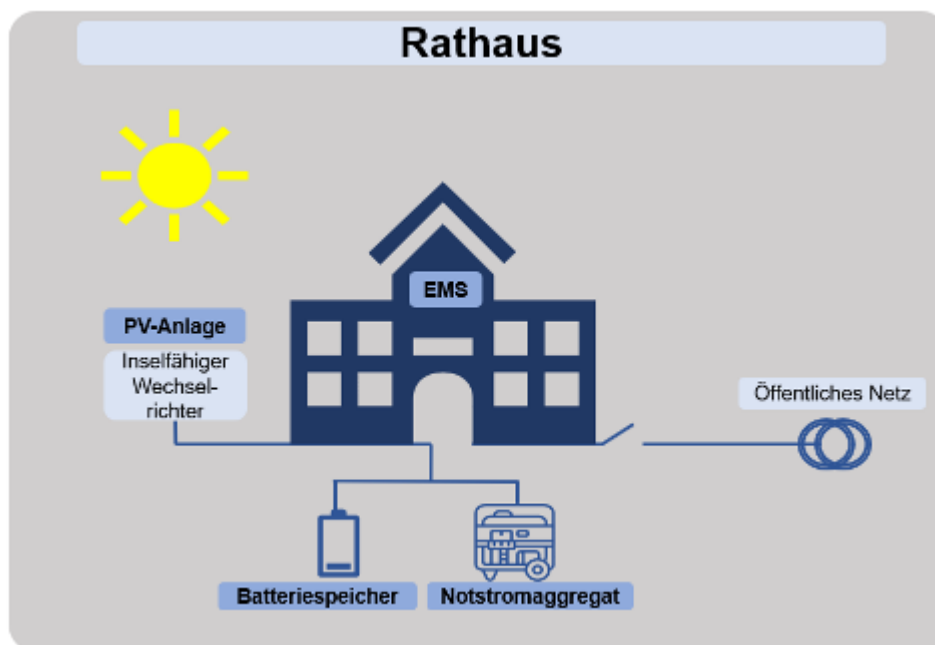 Rathaus
EMS
PV-Anlage
Inselfähiger
Wechsel-
richter
Öffentliches Netz
Batteriespeicher
Notstromaggregat